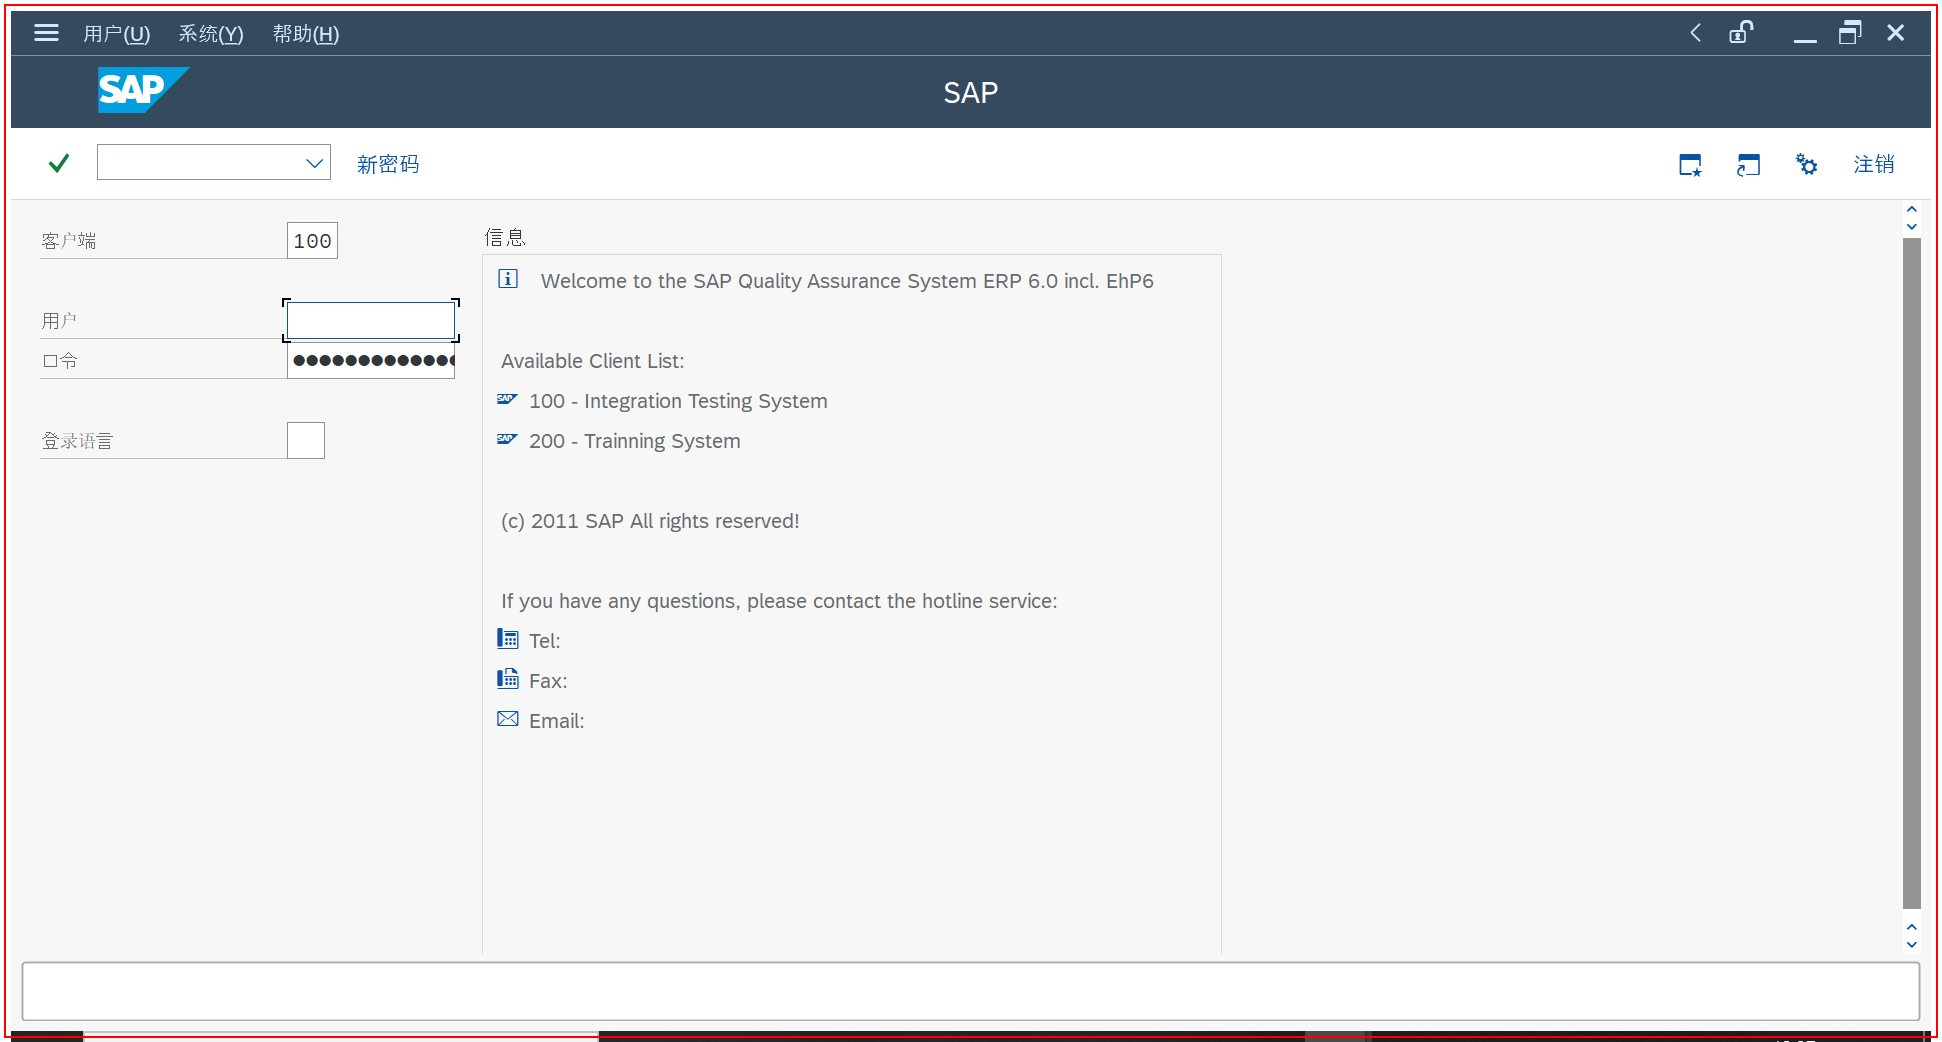 用户(U) 系统(Y) 帮助(H)
SAP
SAP
新密码
注销
客户端 100
用户
口令 ●●●●●●●●●●●●●
登录语言
信息
Welcome to the SAP Quality Assurance System ERP 6.0 incl. EhP6
Available Client List:
SAP 100 - Integration Testing System
SAP 200 - Trainning System
(c) 2011 SAP All rights reserved!
If you have any questions, please contact the hotline service:
Tel:
Fax:
Email: